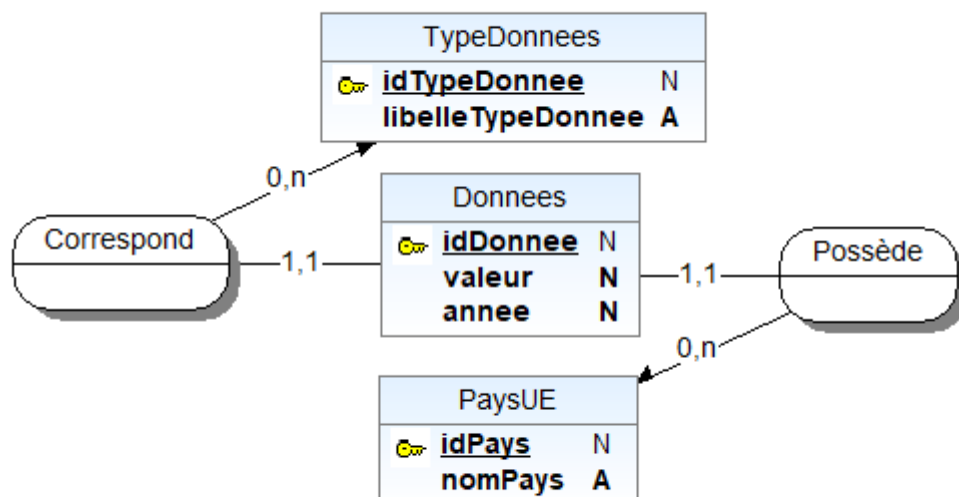 TypeDonnees
idTypeDonnee N
libelleTypeDonnee A
0,n
Correspond
1,1
Donnees
idDonnee N
valeur N
annee N
1,1
Possède
0,n
PaysUE
idPays N
nomPays A